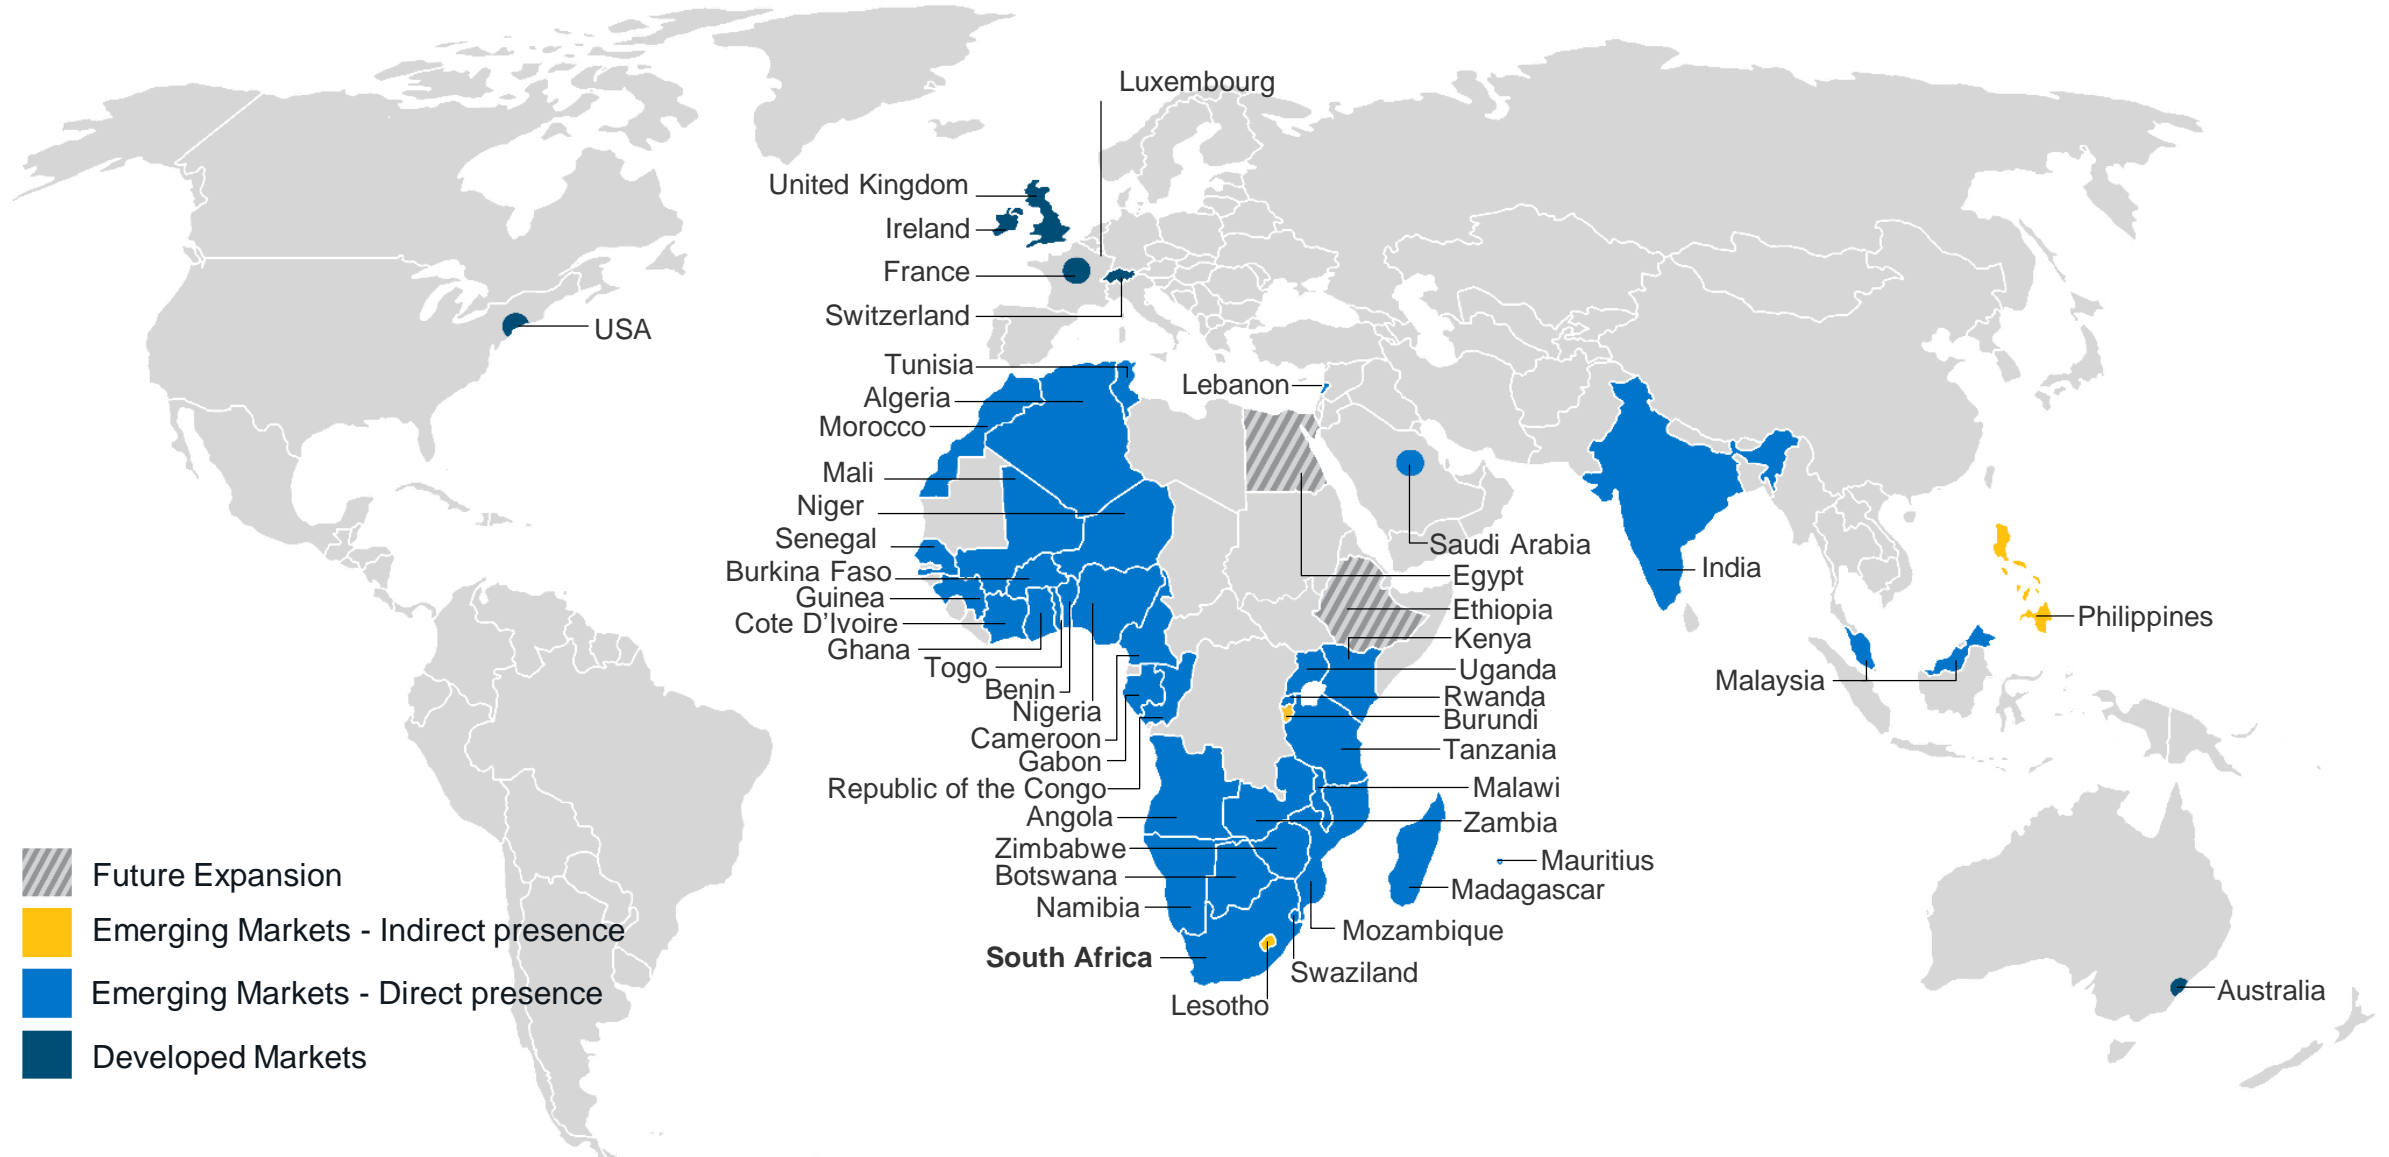 Luxembourg
United Kingdom
Ireland
France
Switzerland
USA
Tunisia
Lebanon
Algeria
Morocco
Mali
Niger
Senegal
Burkina Faso
Guinea
Cote D’Ivoire
Ghana
Togo
Benin
Nigeria
Cameroon
Gabon
Republic of the Congo
Angola
Zimbabwe
Botswana
Namibia
South Africa
Lesotho
Saudi Arabia
Egypt
Ethiopia
Kenya
Uganda
Rwanda
Burundi
Tanzania
Malawi
Zambia
Mauritius
Madagascar
Mozambique
Swaziland
India
Philippines
Malaysia
Australia
Future Expansion
Emerging Markets - Indirect presence
Emerging Markets - Direct presence
Developed Markets